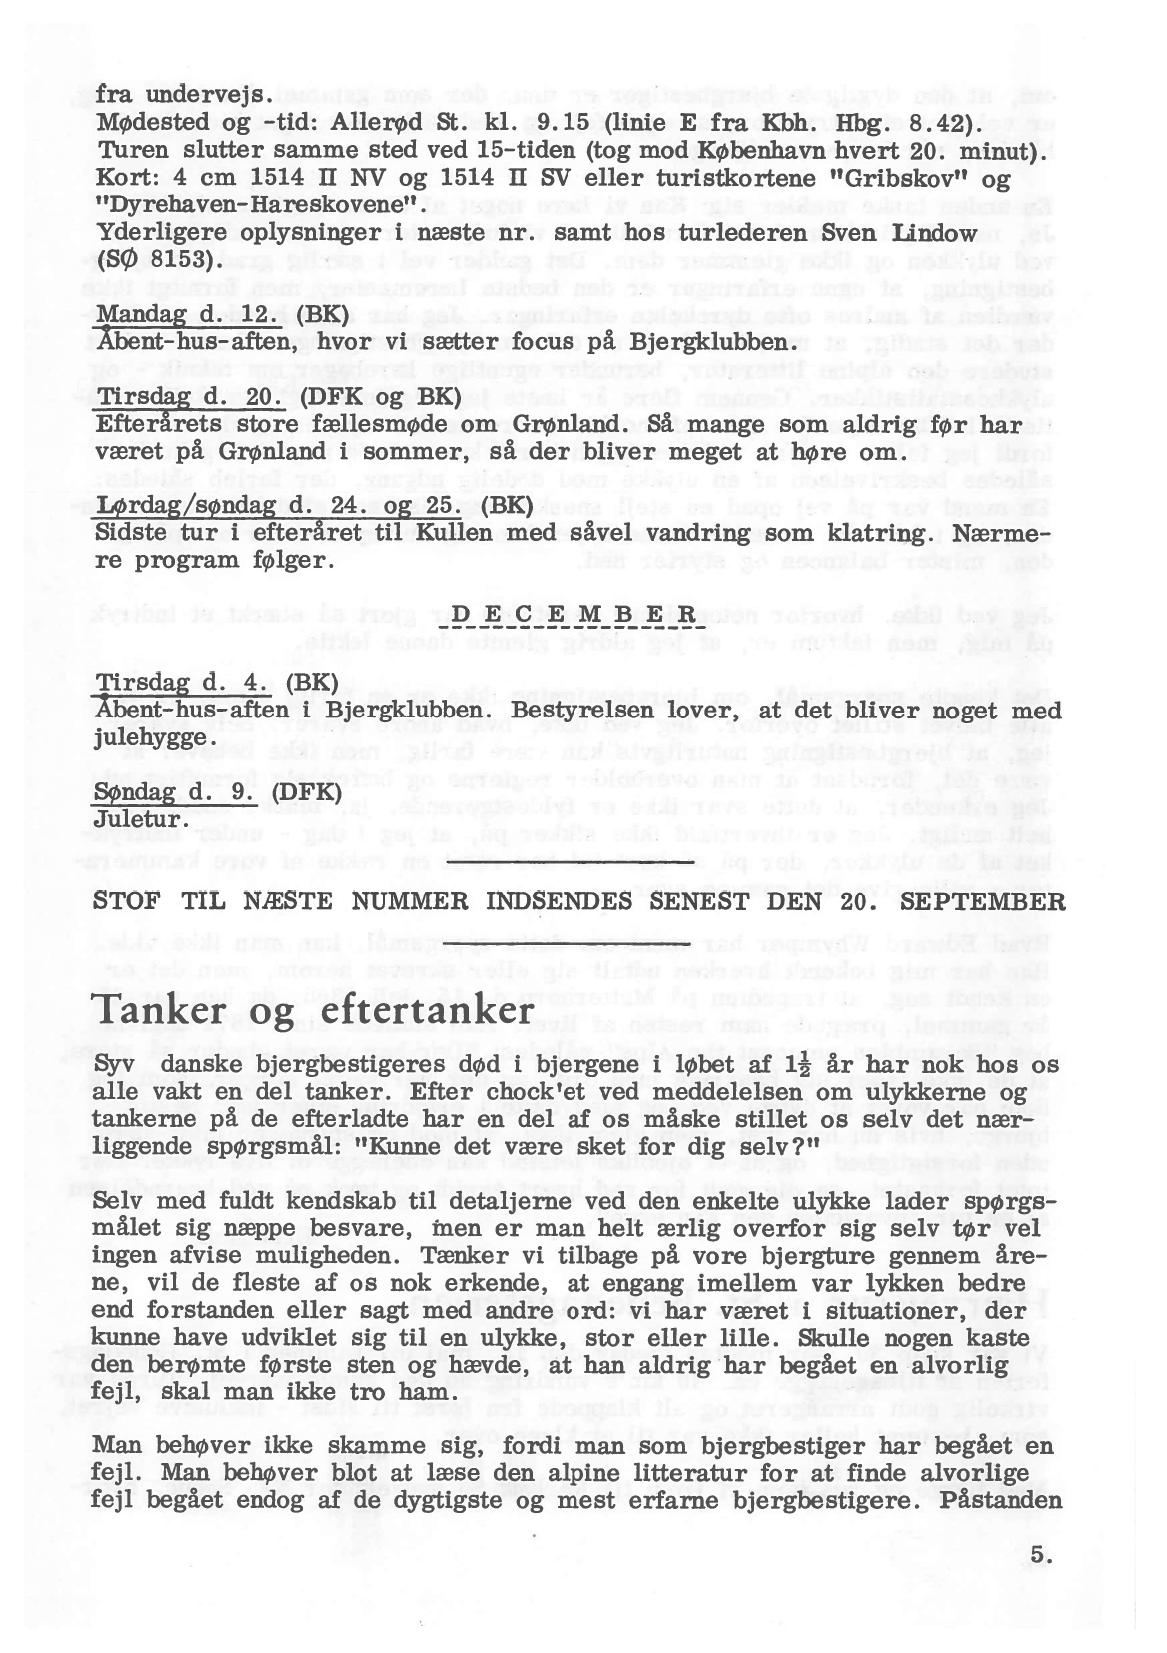 fra undervejs.
Mødested og -tid: Allerød St. kl. 9.15 (linie E fra Kbh. Hbg. 8.42).
Turen slutter samme sted ved 15-tiden (tog mod København hvert 20. minut).
Kort: 4 cm 1514 II NV og 1514 II SV eller turistkortene "Gribskov" og
"Dyrehaven-Hareskovene".
Yderligere oplysninger i næste nr. samt hos turlederen Sven Lindow
(SØ 8153).
Mandag d. 12. (BK)
Åbent-hus-aften, hvor vi sætter focus på Bjergklubben.
Tirsdag d. 20. (DFK og BK)
Efterårets store fællesmøde om Grønland. Så mange som aldrig før har
været på Grønland i sommer, så der bliver meget at høre om.
Lørdag/søndag d. 24. og 25. (BK)
Sidste tur i efteråret til Kullen med såvel vandring som klatring. Nærme-
re program følger.
DECEMBER
Tirsdag d. 4. (BK)
Åbent-hus-aften i Bjergklubben. Bestyrelsen lover, at det bliver noget med
julehygge.
Søndag d. 9. (DFK)
Juletur.
STOF TIL NÆSTE NUMMER INDSENDES SENEST DEN 20. SEPTEMBER
Tanker og eftertanker
Syv danske bjergbestigeres død i bjergene i løbet af 1½ år har nok hos os
alle vakt en del tanker. Efter chock'et ved meddelelsen om ulykkerne og
tankerne på de efterladte har en del af os måske stillet os selv det nær-
liggende spørgsmål: "Kunne det være sket for dig selv?"
Selv med fuldt kendskab til detaljerne ved den enkelte ulykke lader spørgs-
målet sig næppe besvare, men er man helt ærlig overfor sig selv tør vel
ingen afvise muligheden. Tænker vi tilbage på vore bjergture gennem åre-
ne, vil de fleste af os nok erkende, at engang imellem var lykken bedre
end forstanden eller sagt med andre ord: vi har været i situationer, der
kunne have udviklet sig til en ulykke, stor eller lille. Skulle nogen kaste
den berømte første sten og hævde, at han aldrig har begået en alvorlig
fejl, skal man ikke tro ham.
Man behøver ikke skamme sig, fordi man som bjergbestiger har begået en
fejl. Man behøver blot at læse den alpine litteratur for at finde alvorlige
fejl begået endog af de dygtigste og mest erfarne bjergbestigere. Påstanden
5.